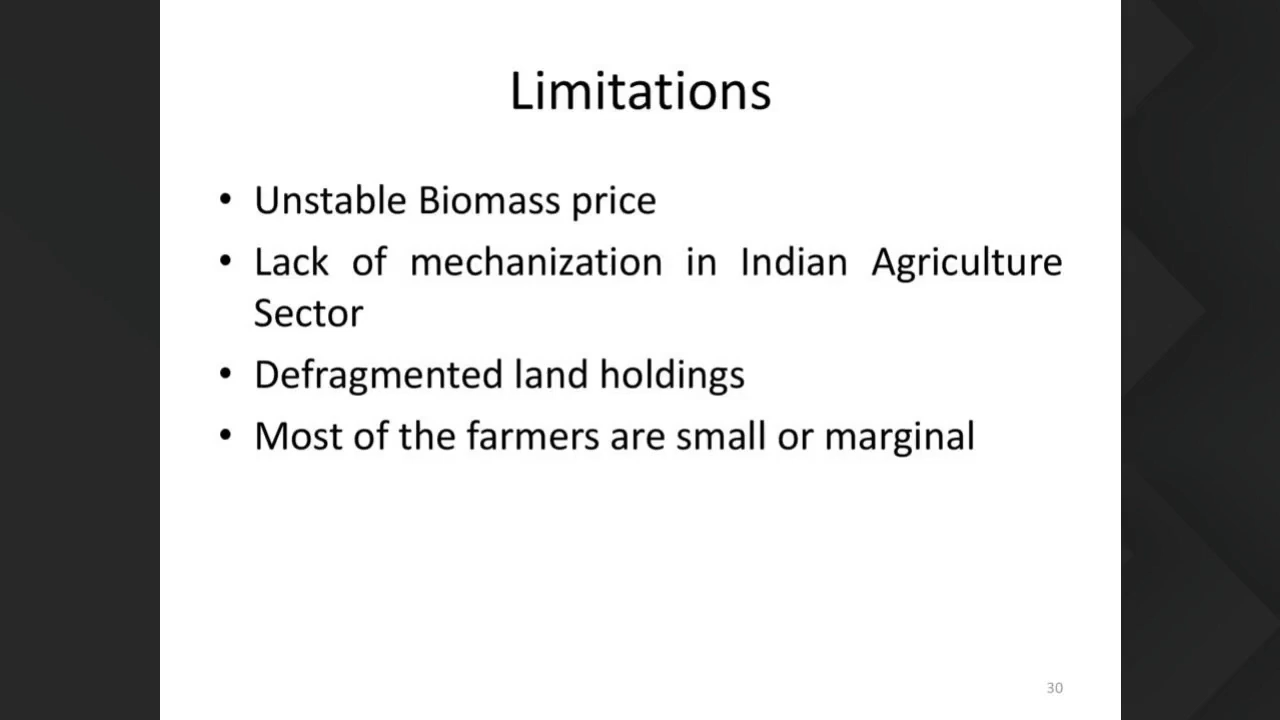 Limitations
• Unstable Biomass price
• Lack of mechanization in Indian Agriculture
Sector
• Defragmented land holdings
• Most of the farmers are small or marginal
30